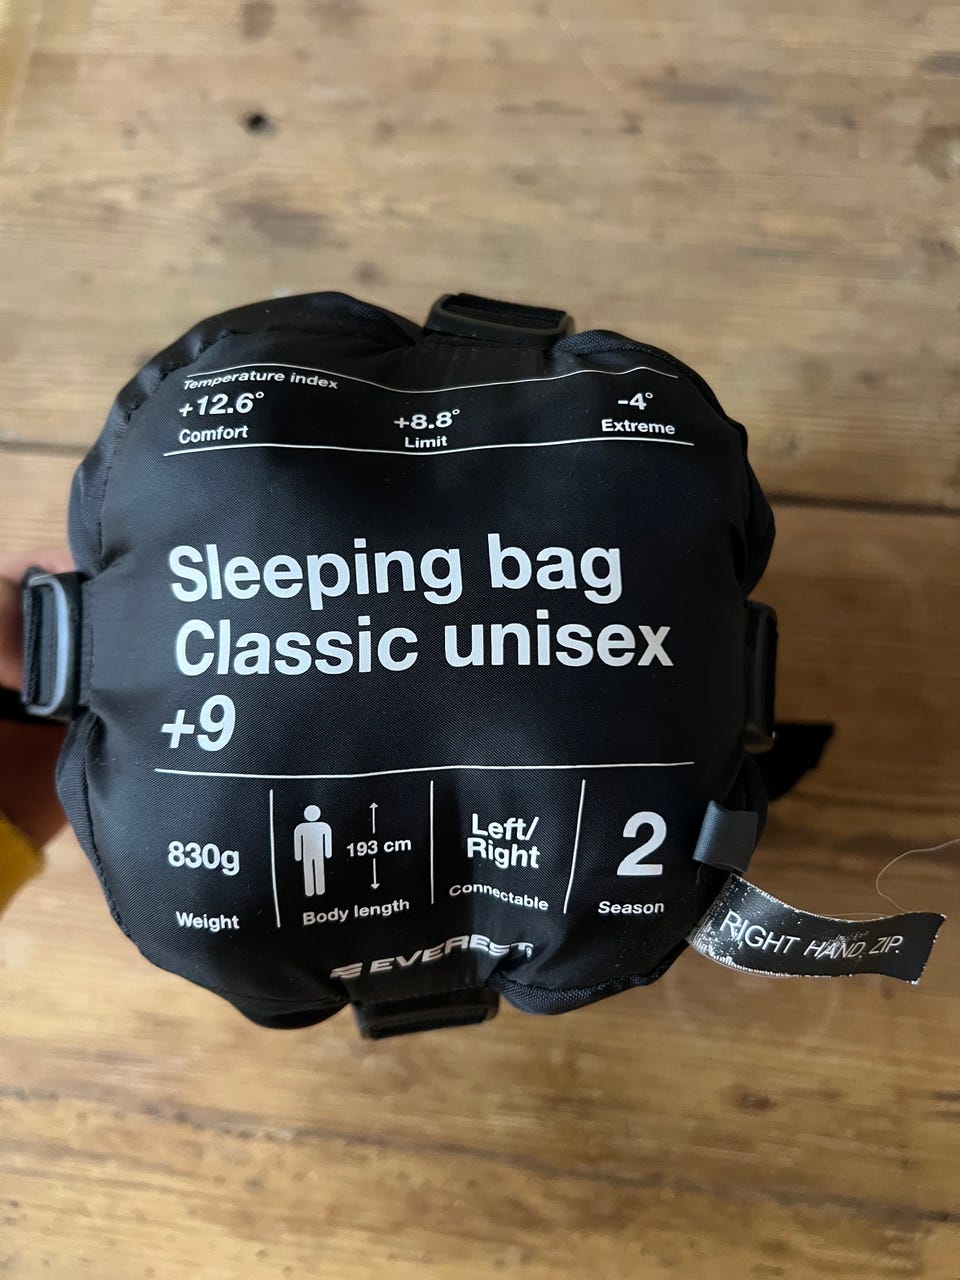 Temperature index
+12.6° +8.8° -4°
Comfort Limit Extreme
Sleeping bag
Classic unisex
+9
830g
Weight
193 cm
Body length
Left/
Right
Connectable
2
Season
EVEREST
RIGHT HAND ZIP.